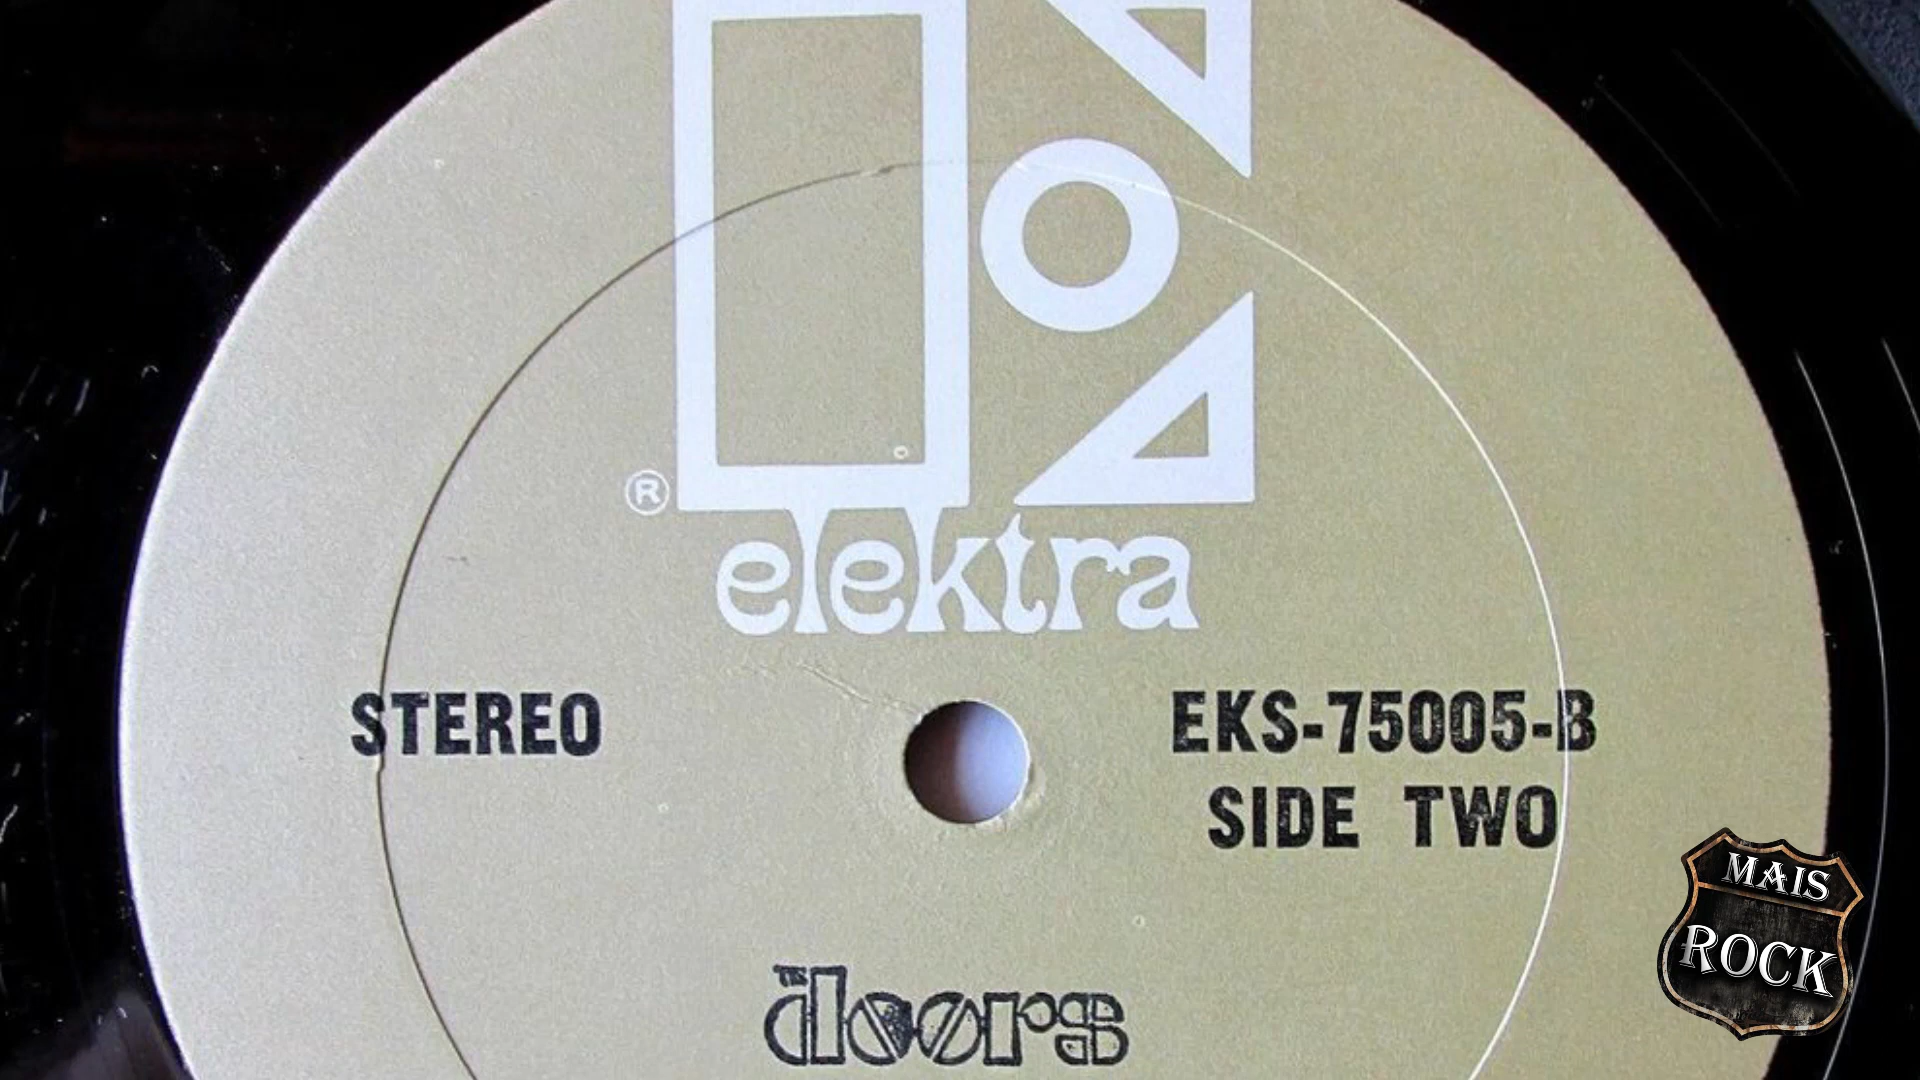 ®
©
elektra
STEREO
EKS-75005-B
SIDE TWO
THE
doors
MAIS
ROCK